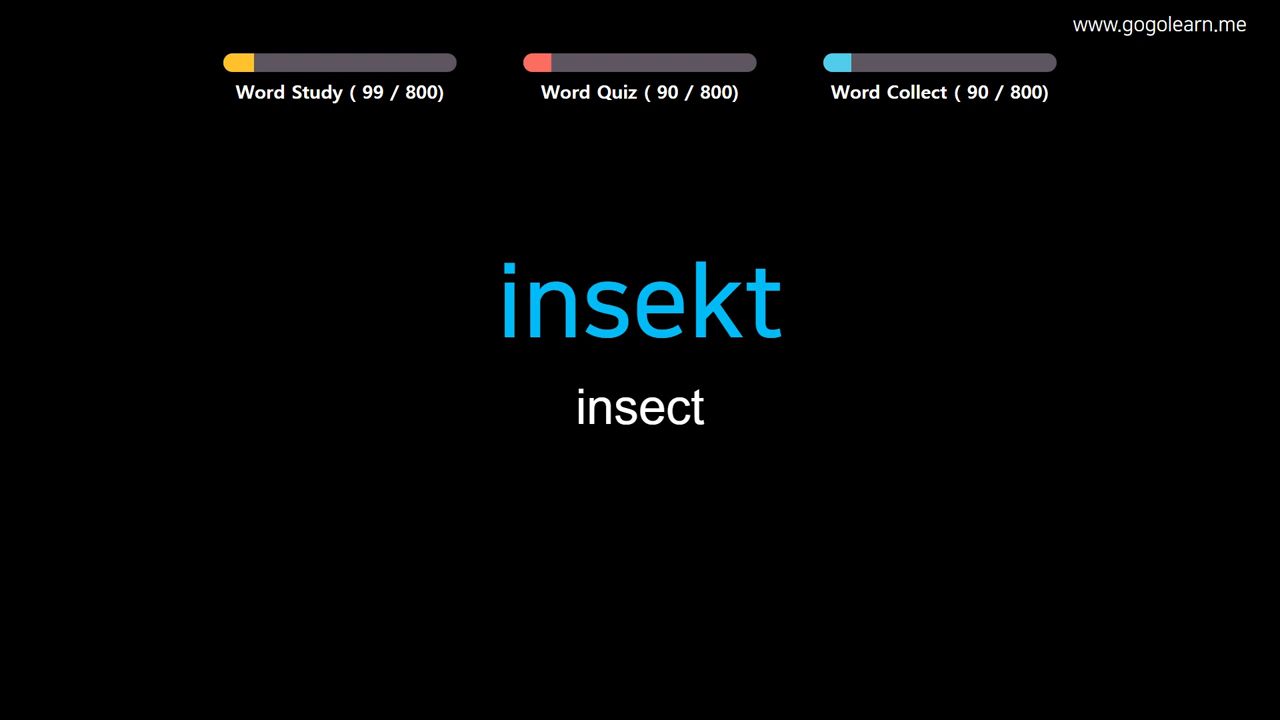 www.gogolearn.me
Word Study ( 99 / 800)
Word Quiz ( 90 / 800)
Word Collect ( 90 / 800)
insekt
insect